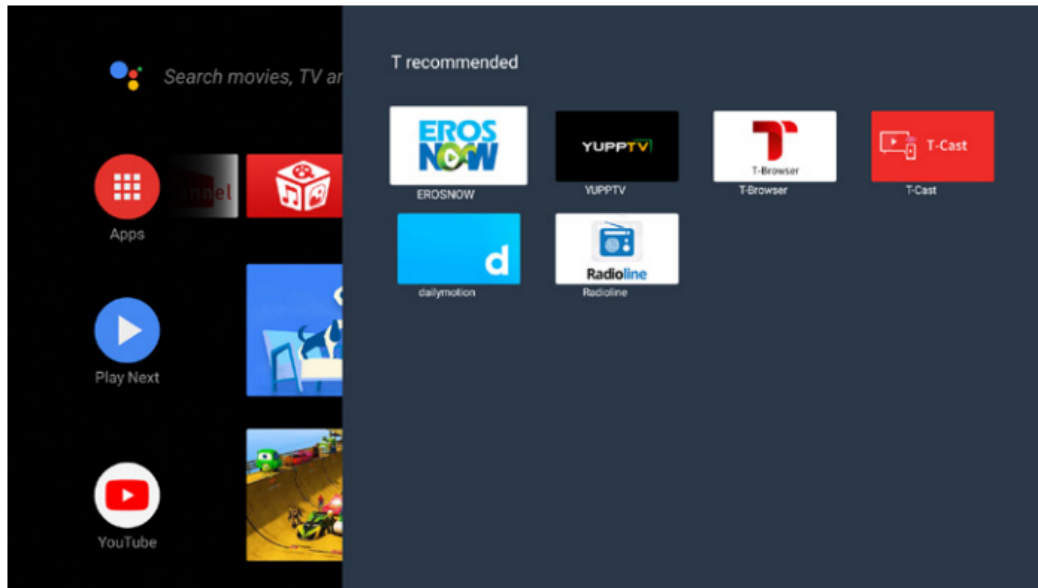 Search movies, TV ar
T recommended
EROS
NOW
EROSNOW
YUPPTV
YUPPTV
T-Browser
T-Browser
T-Cast
T-Cast
nnel
Apps
d
dailymotion
Radioline
Radioline
Play Next
YouTube